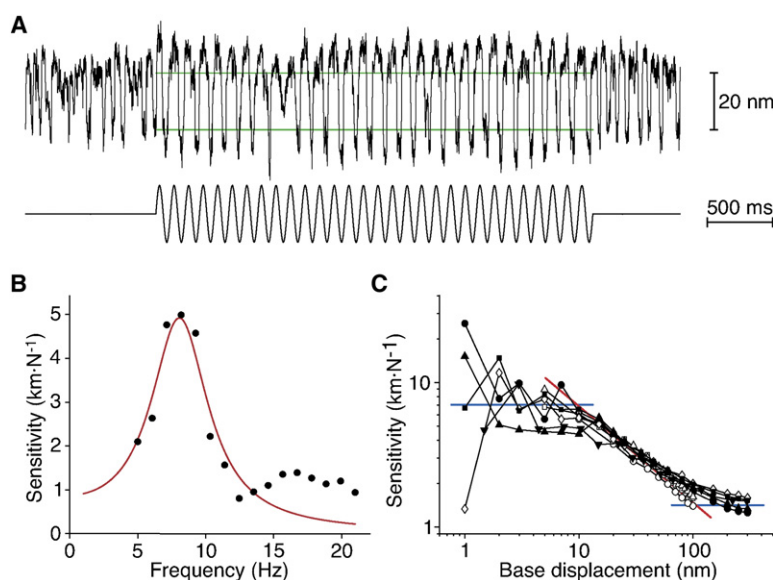 A
20 nm
500 ms
B
Sensitivity (km·N⁻¹)
5
4
3
2
1
0
0
5
10
15
20
Frequency (Hz)
C
Sensitivity (km·N⁻¹)
10
1
1
10
100
Base displacement (nm)